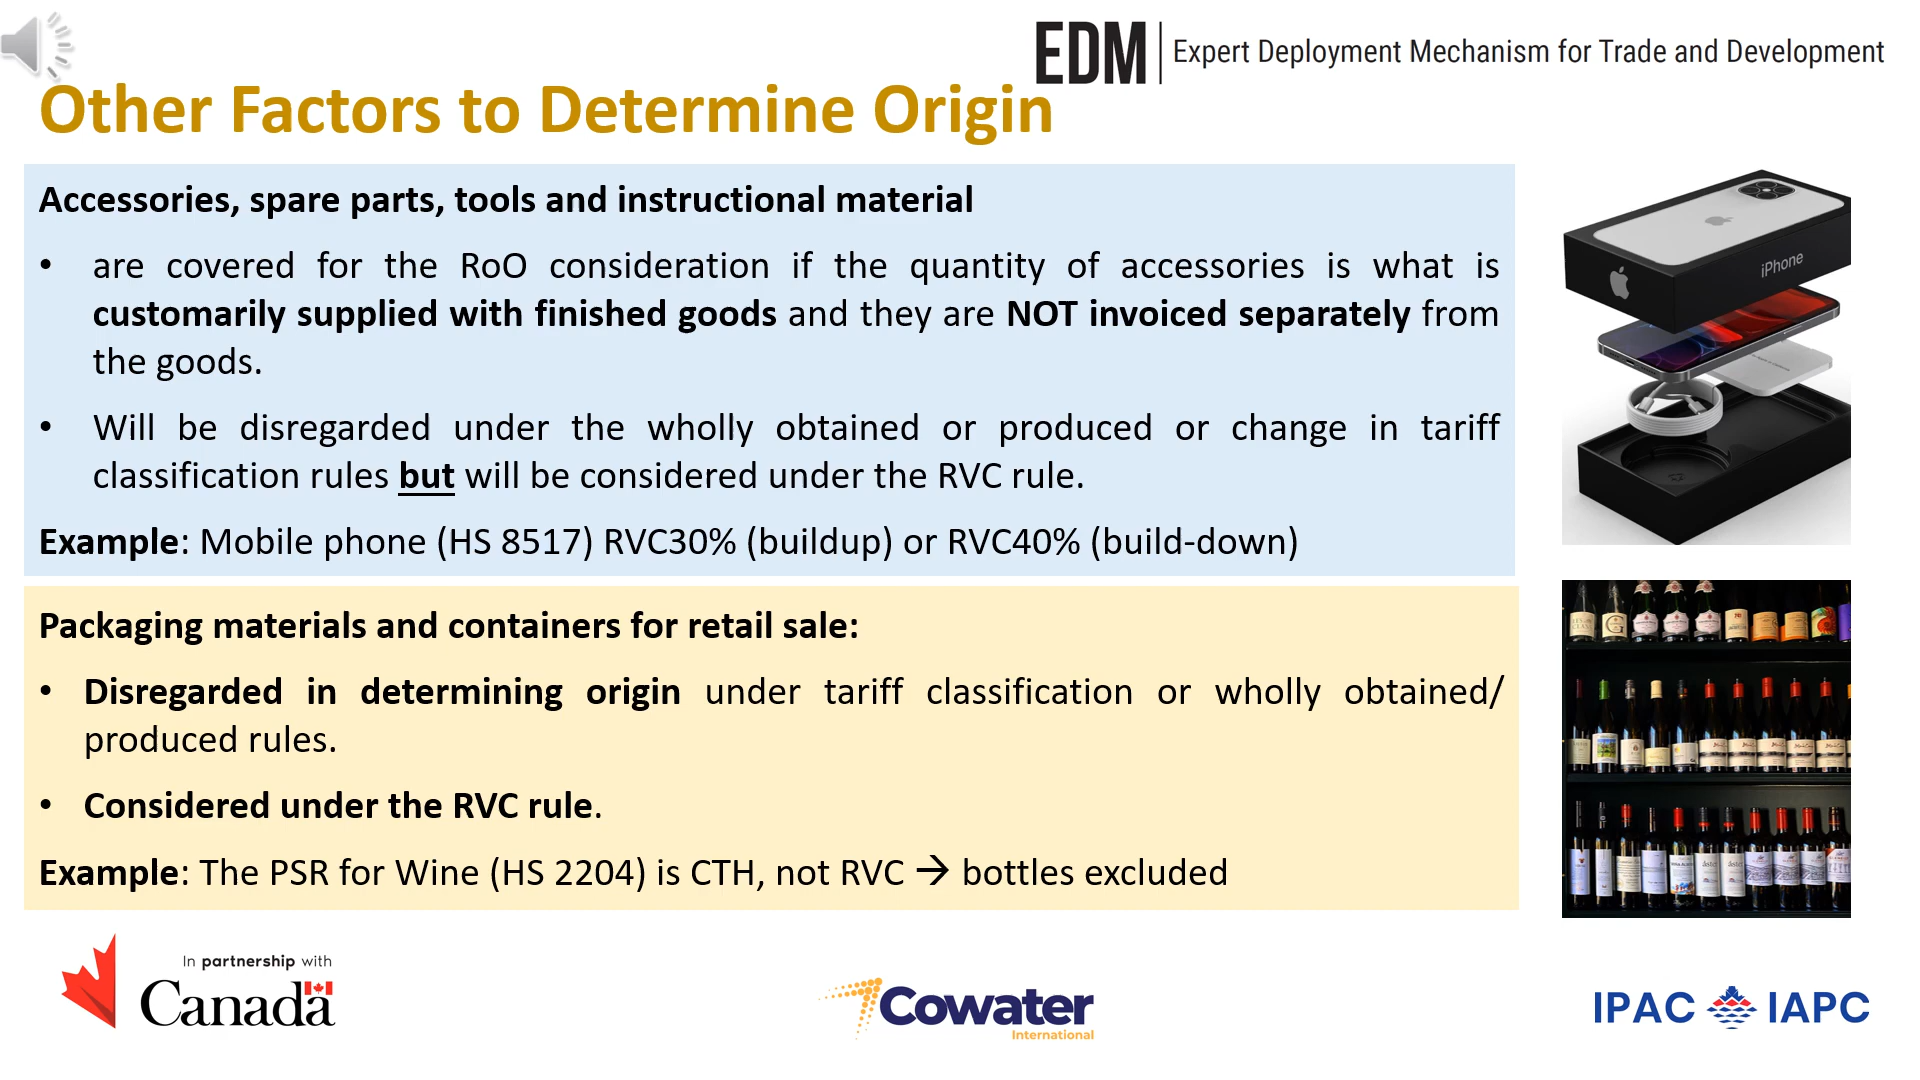 EDM | Expert Deployment Mechanism for Trade and Development
Other Factors to Determine Origin
Accessories, spare parts, tools and instructional material
• are covered for the RoO consideration if the quantity of accessories is what is
customarily supplied with finished goods and they are NOT invoiced separately from
the goods.
• Will be disregarded under the wholly obtained or produced or change in tariff
classification rules but will be considered under the RVC rule.
Example: Mobile phone (HS 8517) RVC30% (buildup) or RVC40% (build-down)
iPhone
Packaging materials and containers for retail sale:
• Disregarded in determining origin under tariff classification or wholly obtained/
produced rules.
• Considered under the RVC rule.
Example: The PSR for Wine (HS 2204) is CTH, not RVC → bottles excluded
In partnership with
Canada
Cowater
International
IPAC IAPC